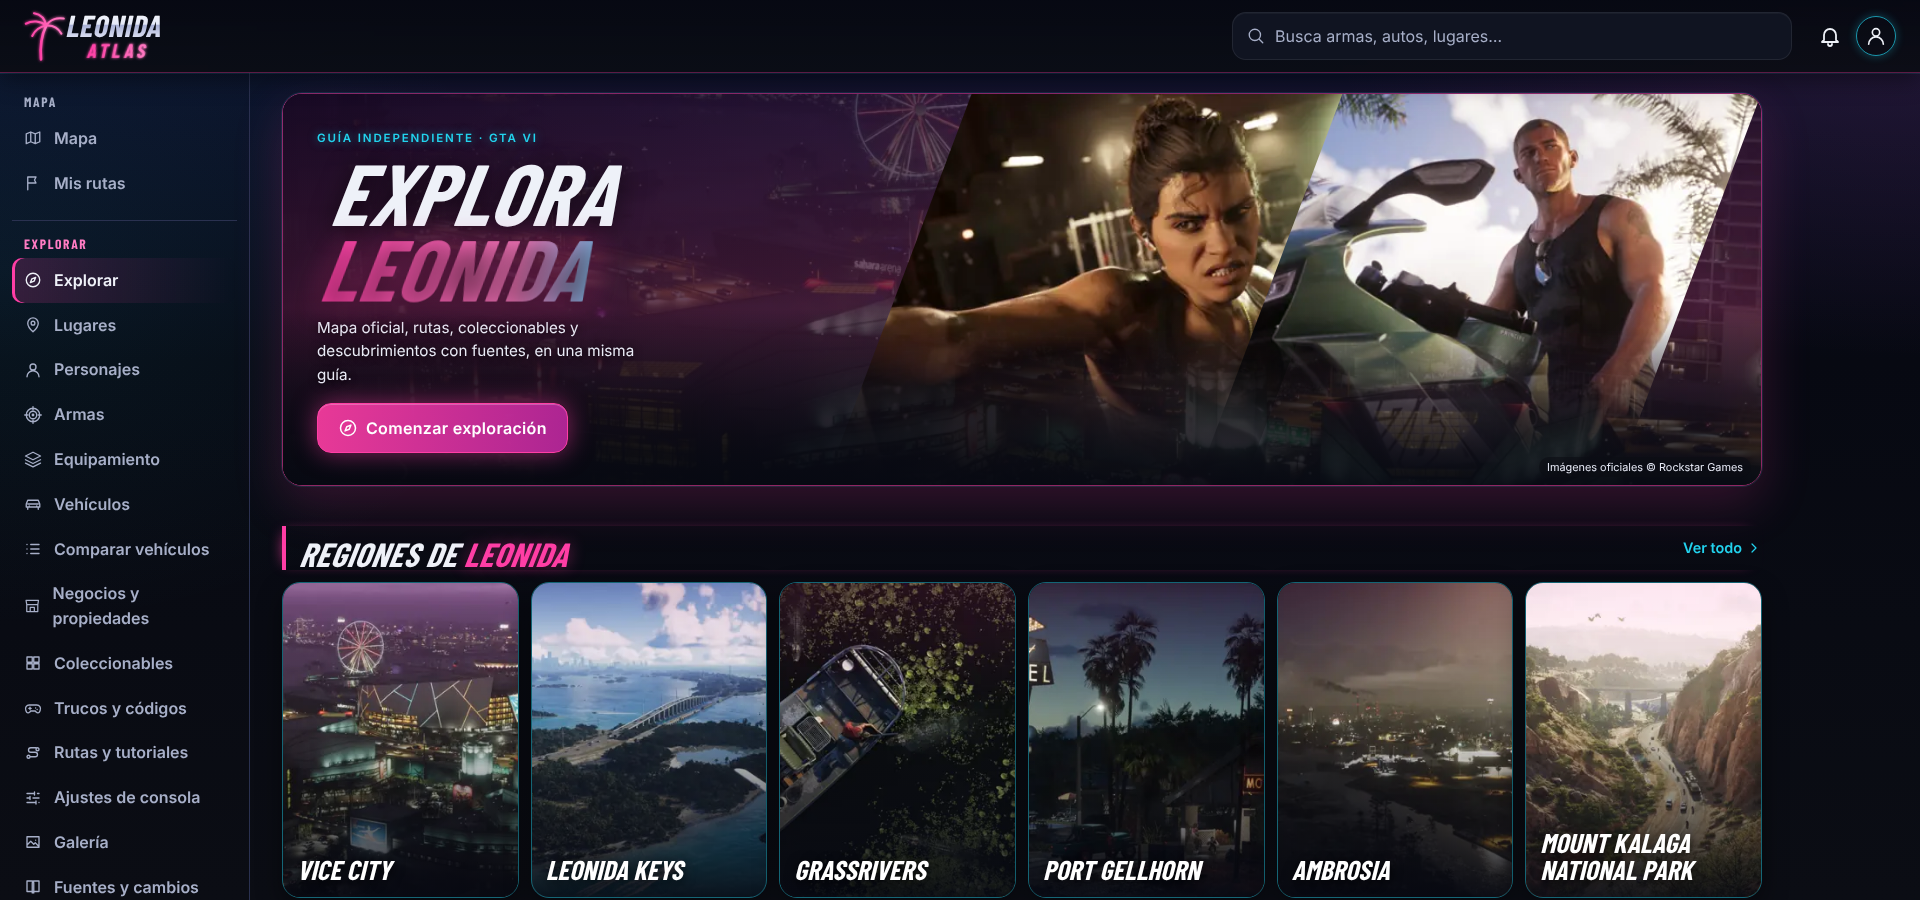 LEONIDA
ATLAS
Busca armas, autos, lugares...
MAPA
Mapa
Mis rutas
EXPLORAR
Explorar
Lugares
Personajes
Armas
Equipamiento
Vehículos
Comparar vehículos
Negocios y
propiedades
Coleccionables
Trucos y códigos
Rutas y tutoriales
Ajustes de consola
Galería
Fuentes y cambios
GUÍA INDEPENDIENTE · GTA VI
EXPLORA
LEONIDA
Mapa oficial, rutas, coleccionables y
descubrimientos con fuentes, en una misma
guía.
Comenzar exploración
Imágenes oficiales © Rockstar Games
REGIONES DE LEONIDA
Ver todo
VICE CITY
LEONIDA KEYS
GRASSRIVERS
EL
MO
PORT GELLHORN
AMBROSIA
MOUNT KALAGA
NATIONAL PARK